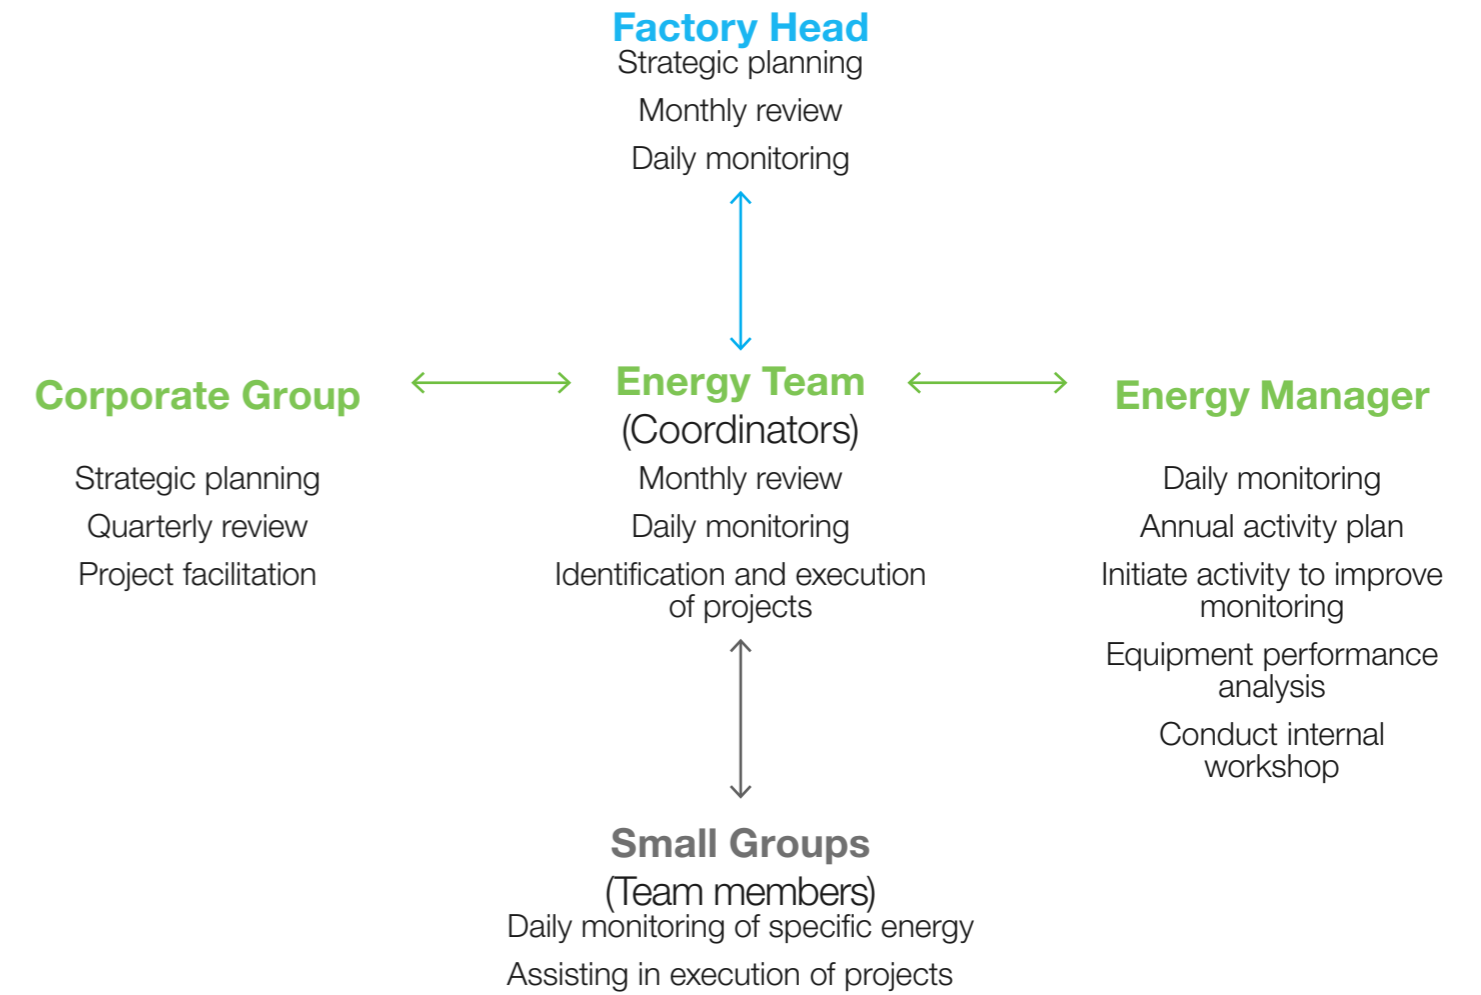 Factory Head
Strategic planning
Monthly review
Daily monitoring
Corporate Group
Strategic planning
Quarterly review
Project facilitation
Energy Team
(Coordinators)
Monthly review
Daily monitoring
Identification and execution
of projects
Energy Manager
Daily monitoring
Annual activity plan
Initiate activity to improve
monitoring
Equipment performance
analysis
Conduct internal
workshop
Small Groups
(Team members)
Daily monitoring of specific energy
Assisting in execution of projects